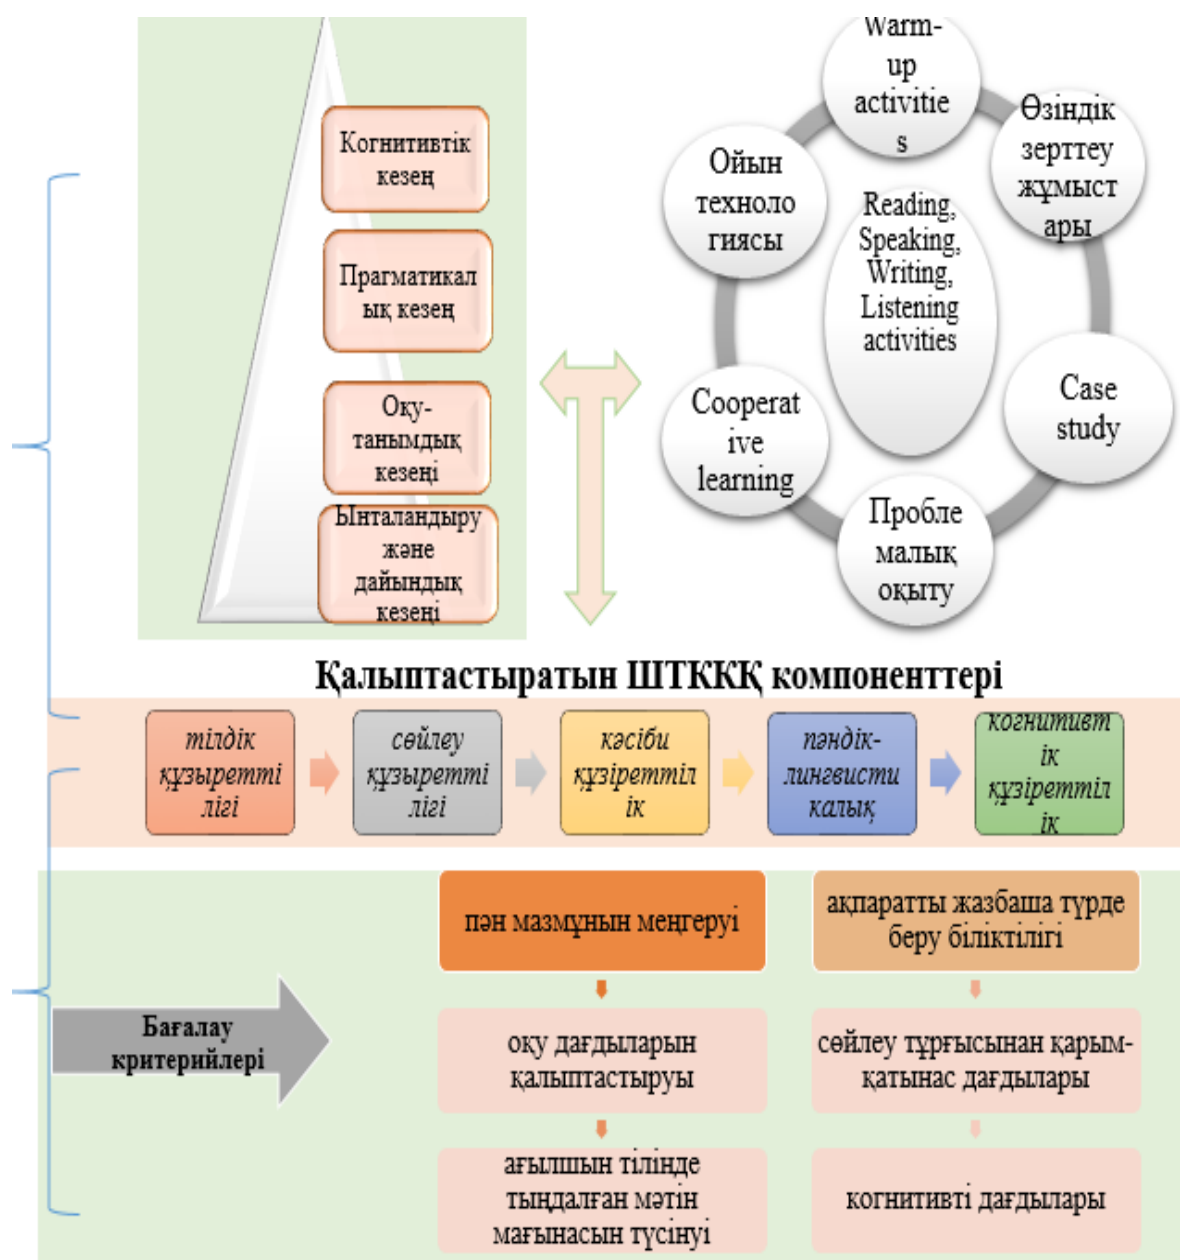 Когнитивтік
кезең
Прагматикал
ық кезең
Оқу-
танымдық
кезеңі
Ынталандыру
және
дайындық
кезеңі
Warm-
up
activitie
s
Өзіндік
зерттеу
жұмыст
ары
Ойын
техноло
гиясы
Reading,
Speaking,
Writing,
Listening
activities
Case
study
Cooperat
ive
learning
Пробле
малық
оқыту
Қалыптастыратын ШТКККҚ компоненттері
тілдік
құзыретті
лігі
сөйлеу
құзыретті
лігі
кәсіби
құзіреттіл
ік
пәндік-
лингвисти
калық
когнитивт
ік
құзіреттіл
ік
Бағалау
критерийлері
пән мазмұнын меңгеруі
оқу дағдыларын
қалыптастыруы
ағылшын тілінде
тыңдалған мәтін
мағынасын түсінуі
ақпаратты жазбаша түрде
беру біліктілігі
сөйлеу тұрғысынан қарым-
қатынас дағдылары
когнитивті дағдылары